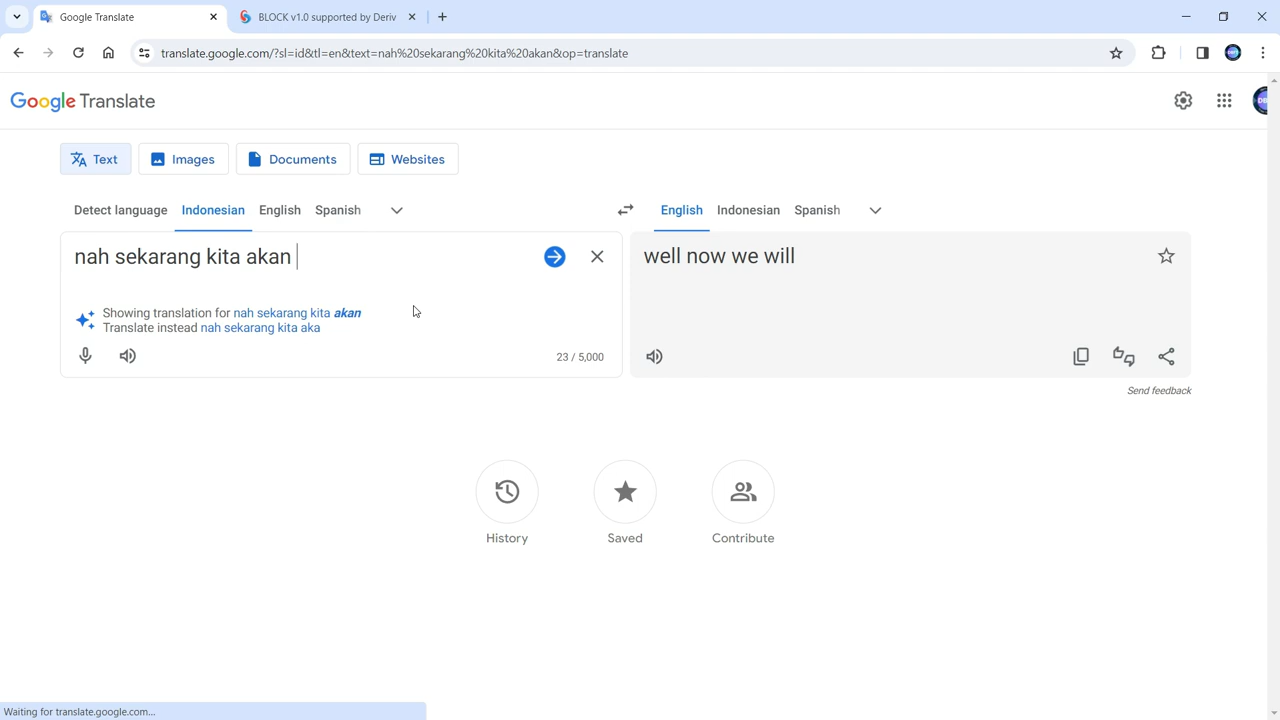 Google Translate
BLOCK v1.0 supported by Deriv
translate.google.com/?sl=id&tl=en&text=nah%20sekarang%20kita%20akan&op=translate
Google Translate
Text
Images
Documents
Websites
Detect language
Indonesian
English
Spanish
English
Indonesian
Spanish
nah sekarang kita akan
well now we will
Showing translation for nah sekarang kita akan
Translate instead nah sekarang kita aka
23 / 5,000
Send feedback
History
Saved
Contribute
Waiting for translate.google.com...